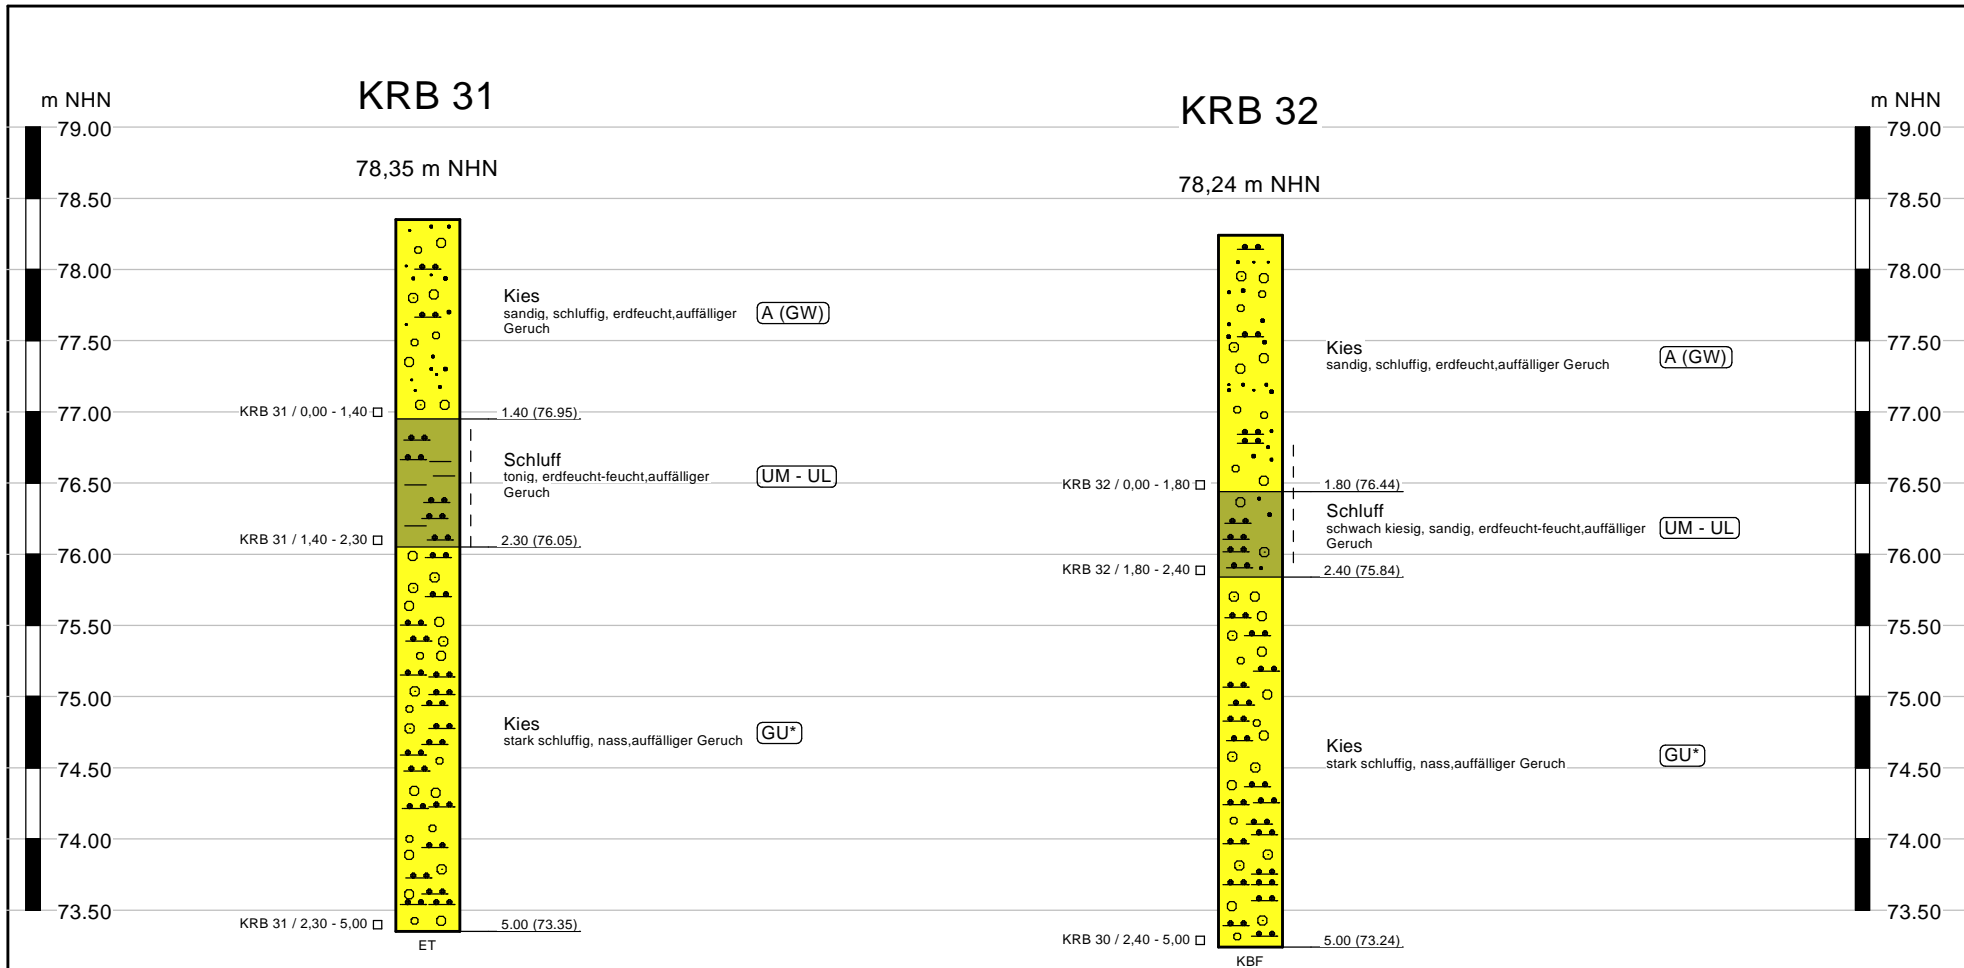 m NHN
79.00
78.50
78.00
77.50
77.00
76.50
76.00
75.50
75.00
74.50
74.00
73.50
KRB 31
78,35 m NHN
Kies
sandig, schluffig, erdfeucht,auffälliger
Geruch
A (GW)
KRB 31 / 0,00 - 1,40
1.40 (76.95)
Schluff
tonig, erdfeucht-feucht,auffälliger
Geruch
UM - UL
KRB 31 / 1,40 - 2,30
2.30 (76.05)
Kies
stark schluffig, nass,auffälliger Geruch
GU*
KRB 31 / 2,30 - 5,00
5.00 (73.35)
ET
KRB 32
78,24 m NHN
Kies
sandig, schluffig, erdfeucht,auffälliger Geruch
A (GW)
KRB 32 / 0,00 - 1,80
1.80 (76.44)
Schluff
schwach kiesig, sandig, erdfeucht-feucht,auffälliger
Geruch
UM - UL
KRB 32 / 1,80 - 2,40
2.40 (75.84)
Kies
stark schluffig, nass,auffälliger Geruch
GU*
KRB 30 / 2,40 - 5,00
5.00 (73.24)
KBF
m NHN
79.00
78.50
78.00
77.50
77.00
76.50
76.00
75.50
75.00
74.50
74.00
73.50